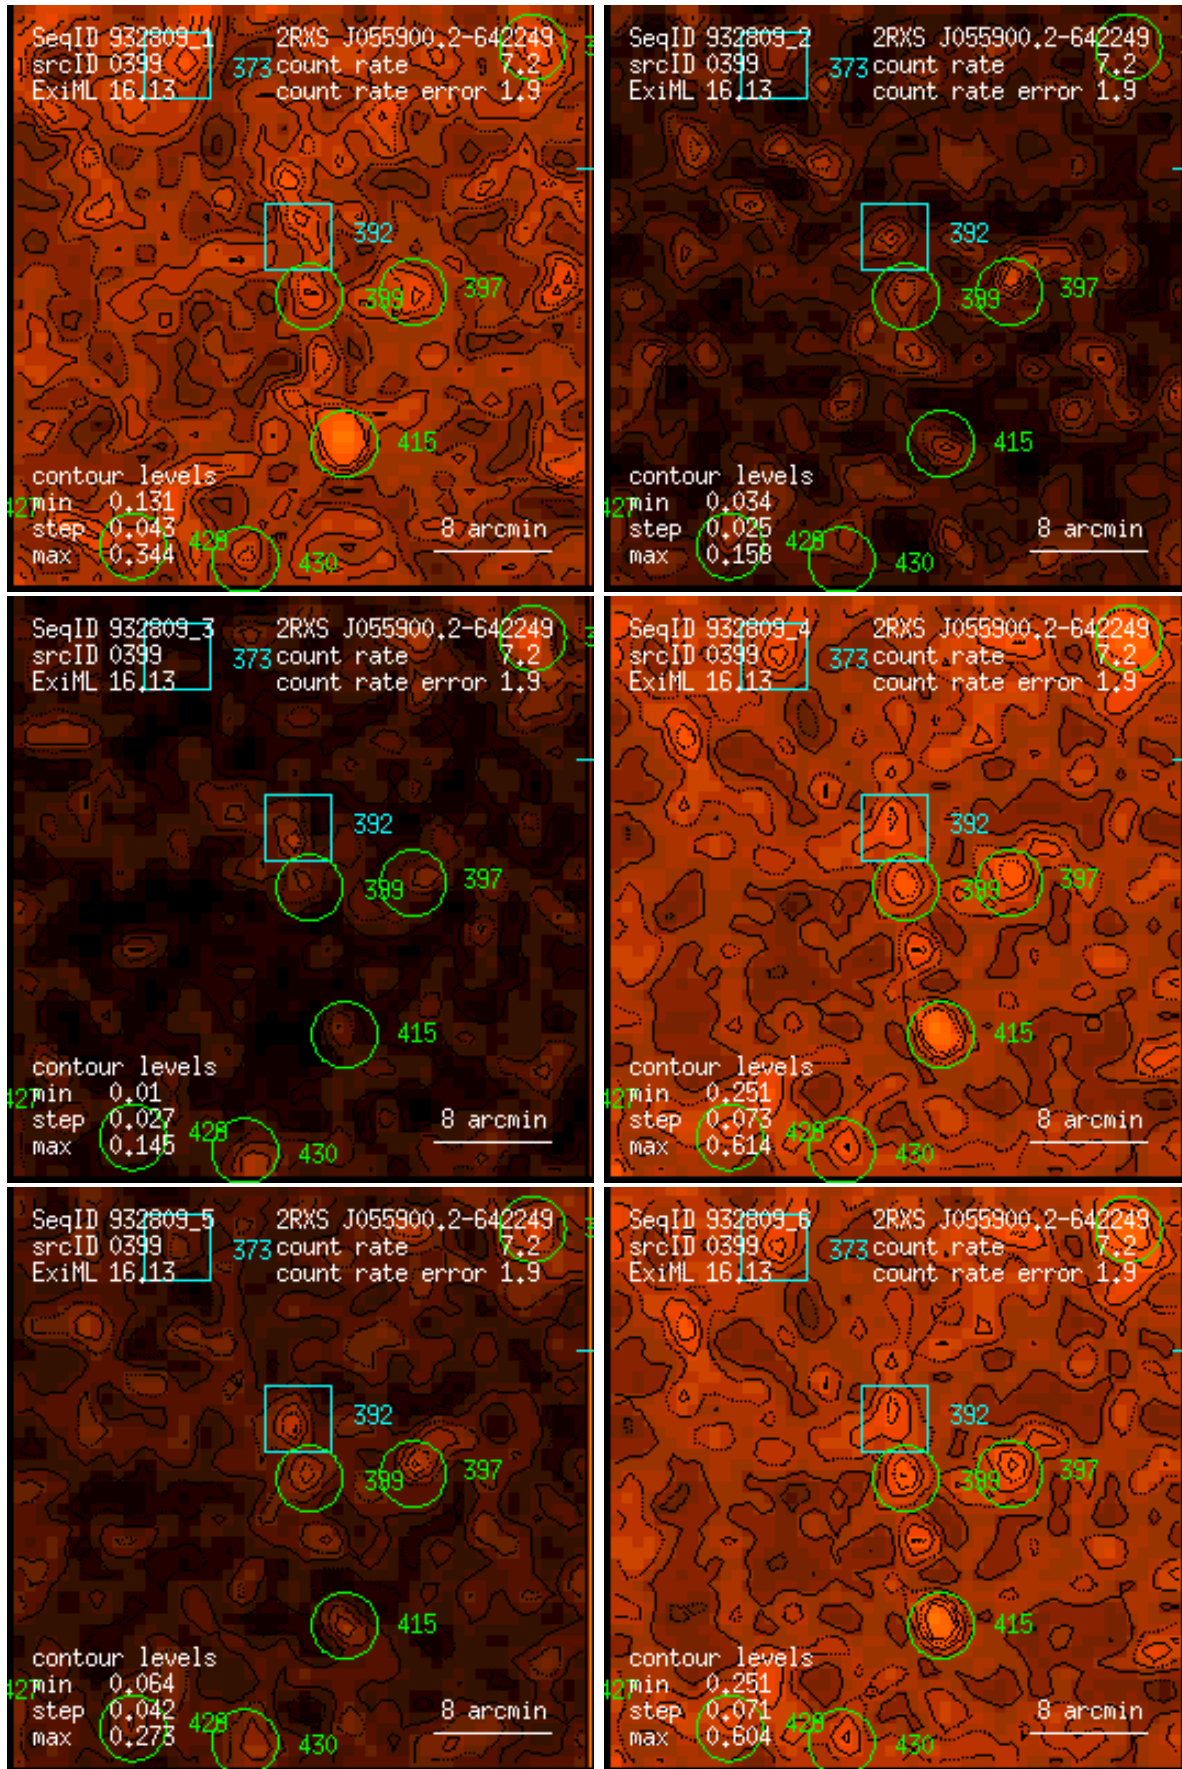 SeqID 932809_1 2RXS J055900.2-642249
srcID 0399 373 count rate 7.2
ExiML 16.13 count rate error 1.9
392
399 397
415
contour levels
427 min 0.131
step 0.043 428 8 arcmin
max 0.344 430
SeqID 932809_2 2RXS J055900.2-642249
srcID 0399 373 count rate 7.2
ExiML 16.13 count rate error 1.9
392
399 397
415
contour levels
427 min 0.034
step 0.025 428 8 arcmin
max 0.158 430
SeqID 932809_3 2RXS J055900.2-642249
srcID 0399 373 count rate 7.2
ExiML 16.13 count rate error 1.9
392
399 397
415
contour levels
427 min 0.01
step 0.027 428 8 arcmin
max 0.145 430
SeqID 932809_4 2RXS J055900.2-642249
srcID 0399 373 count rate 7.2
ExiML 16.13 count rate error 1.9
392
399 397
415
contour levels
427 min 0.251
step 0.073 428 8 arcmin
max 0.614 430
SeqID 932809_5 2RXS J055900.2-642249
srcID 0399 373 count rate 7.2
ExiML 16.13 count rate error 1.9
392
399 397
415
contour levels
427 min 0.064
step 0.042 428 8 arcmin
max 0.273 430
SeqID 932809_6 2RXS J055900.2-642249
srcID 0399 373 count rate 7.2
ExiML 16.13 count rate error 1.9
392
399 397
415
contour levels
427 min 0.251
step 0.071 428 8 arcmin
max 0.604 430